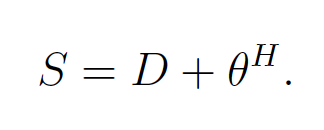 S = D + θ^H.